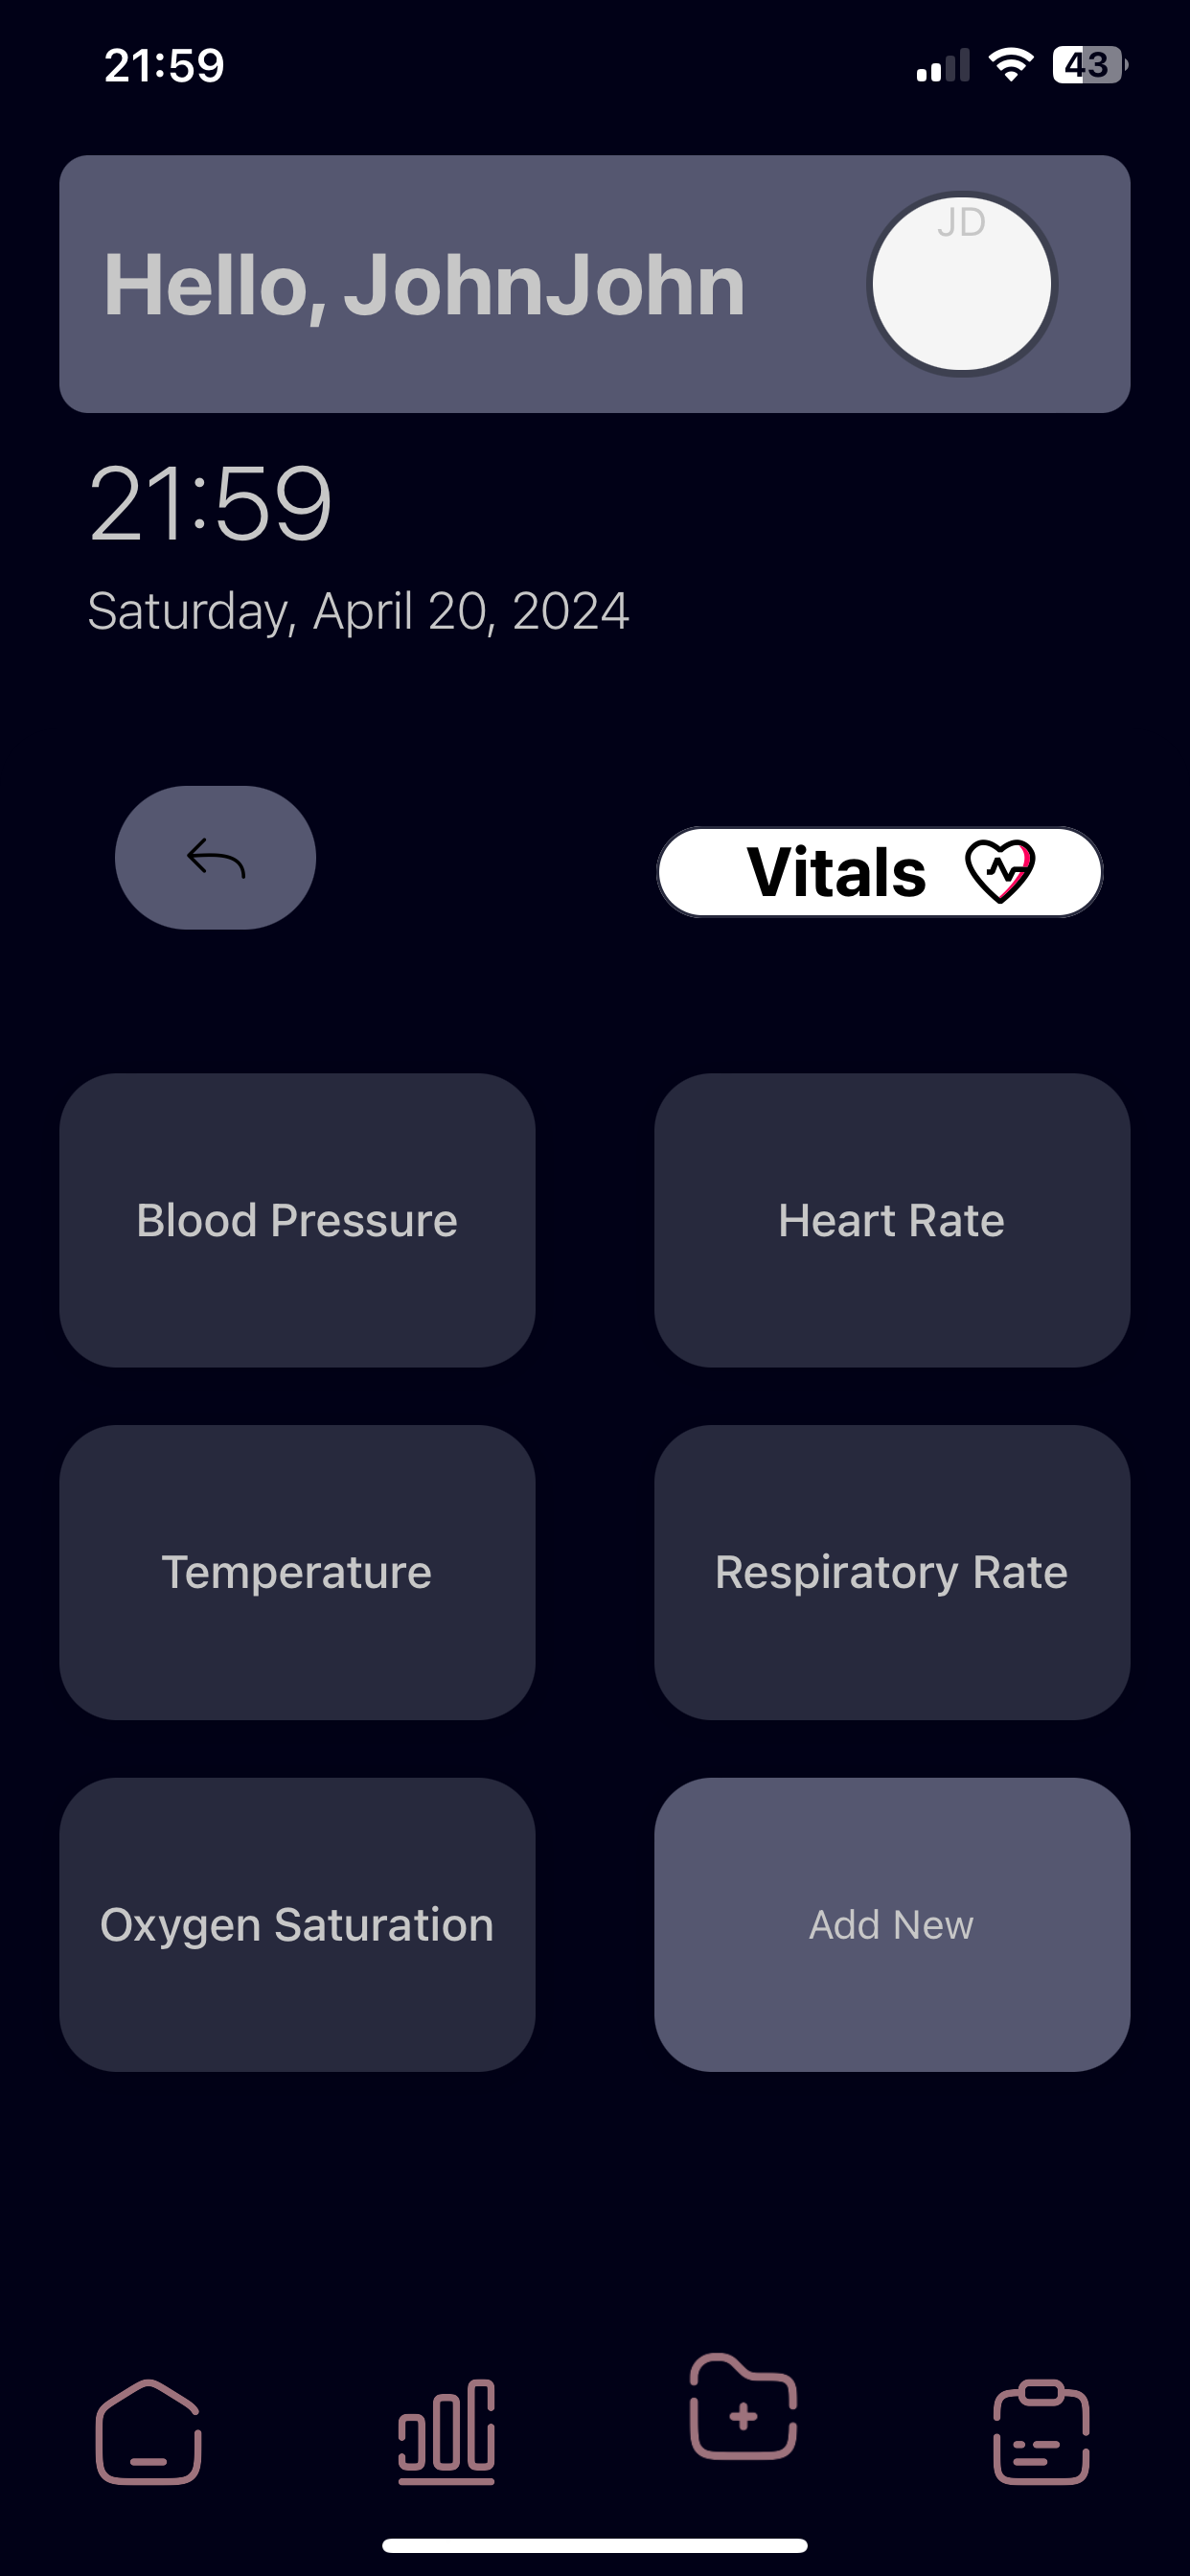 21:59
43
Hello, JohnJohn
JD
21:59
Saturday, April 20, 2024
Vitals
Blood Pressure
Heart Rate
Temperature
Respiratory Rate
Oxygen Saturation
Add New